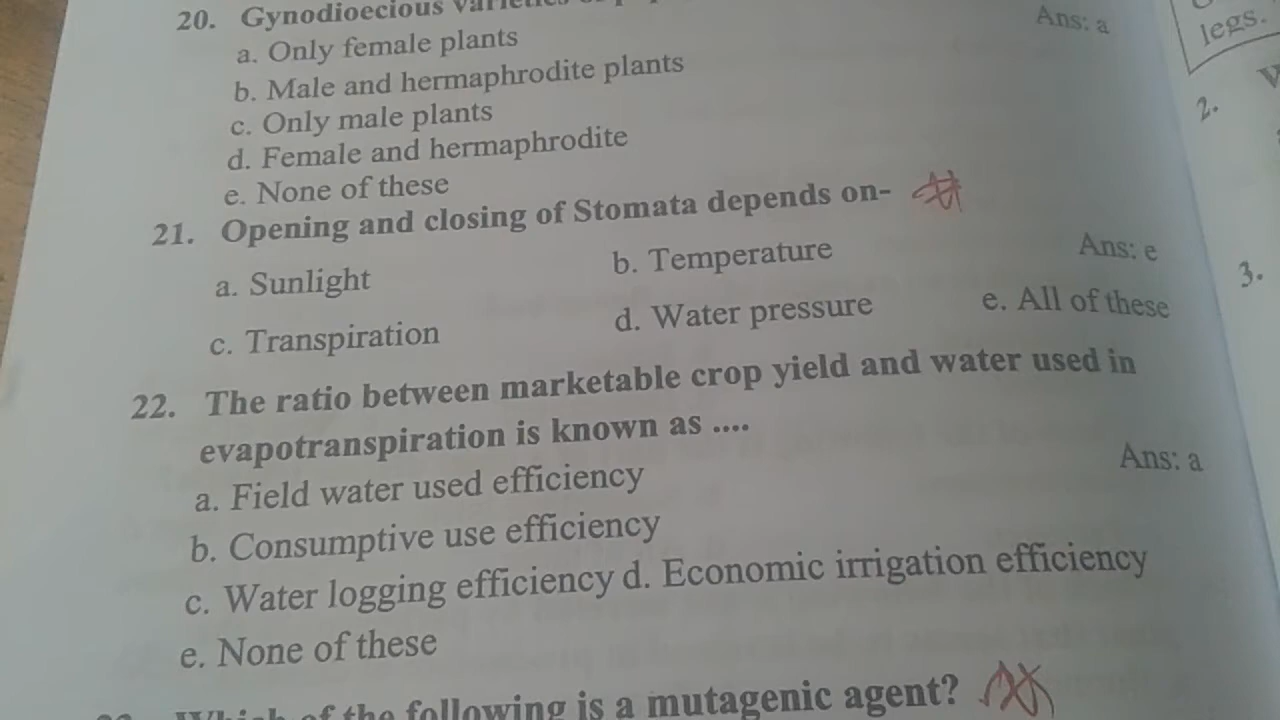 20. Gynodioecious
Ans: a
a. Only female plants
b. Male and hermaphrodite plants
c. Only male plants
d. Female and hermaphrodite
e. None of these
21. Opening and closing of Stomata depends on-
Ans: e
a. Sunlight b. Temperature
c. Transpiration d. Water pressure e. All of these
22. The ratio between marketable crop yield and water used in
evapotranspiration is known as ....
Ans: a
a. Field water used efficiency
b. Consumptive use efficiency
c. Water logging efficiency d. Economic irrigation efficiency
e. None of these
Which of the following is a mutagenic agent?
legs.
2.
3.